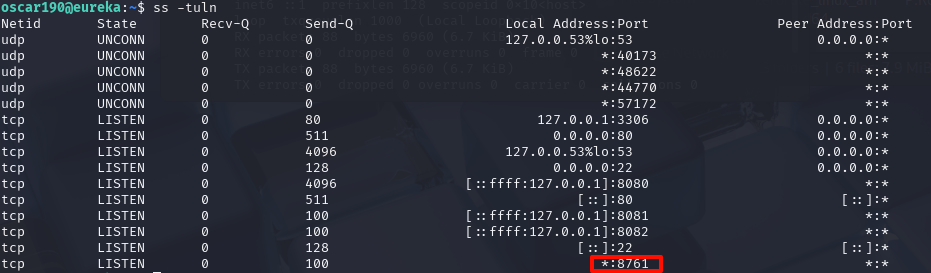 oscar190@eureka:~$ ss -tuln
Netid State Recv-Q Send-Q Local Address:Port Peer Address:Port
udp UNCONN 0 0 127.0.0.53%lo:53 0.0.0.0:*
udp UNCONN 0 0 *:40173 *:*
udp UNCONN 0 0 *:48622 *:*
udp UNCONN 0 0 *:44770 *:*
udp UNCONN 0 0 *:57172 *:*
tcp LISTEN 0 80 127.0.0.1:3306 0.0.0.0:*
tcp LISTEN 0 511 0.0.0.0:80 0.0.0.0:*
tcp LISTEN 0 4096 127.0.0.53%lo:53 0.0.0.0:*
tcp LISTEN 0 128 0.0.0.0:22 0.0.0.0:*
tcp LISTEN 0 4096 [::ffff:127.0.0.1]:8080 *:*
tcp LISTEN 0 511 [::]:80 [::]:*
tcp LISTEN 0 100 [::ffff:127.0.0.1]:8081 *:*
tcp LISTEN 0 100 [::ffff:127.0.0.1]:8082 *:*
tcp LISTEN 0 128 [::]:22 [::]:*
tcp LISTEN 0 100 *:8761 *:*